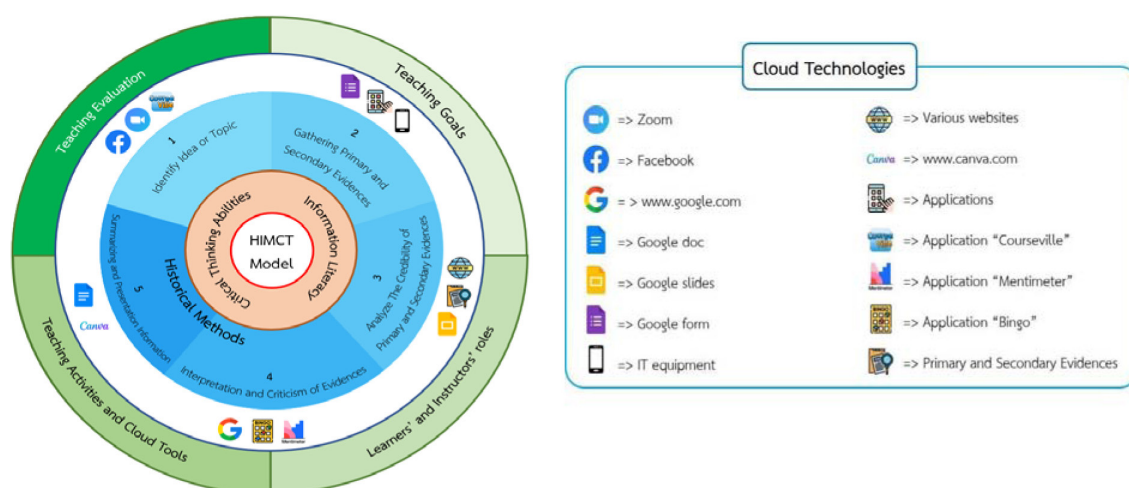 Teaching Evaluation
Teaching Goals
Learners' and Instructors' roles
Teaching Activities and Cloud Tools
1
Identify Idea or Topic
2
Gathering Primary and
Secondary Evidences
3
Analyze The Credibility of
Primary and Secondary Evidences
4
Interpretation and Criticism of Evidences
5
Summarizing and Presentation Information
Historical Methods
Critical Thinking Abilities
Information Literacy
HIMCT
Model
Canva
Mentimeter
Cloud Technologies
=> Zoom
=> Facebook
= > www.google.com
=> Google doc
=> Google slides
=> Google form
=> IT equipment
WWW
=> Various websites
Canva
=> www.canva.com
=> Applications
=> Application "Courseville"
Mentimeter
=> Application "Mentimeter"
BINGO
=> Application "Bingo"
=> Primary and Secondary Evidences